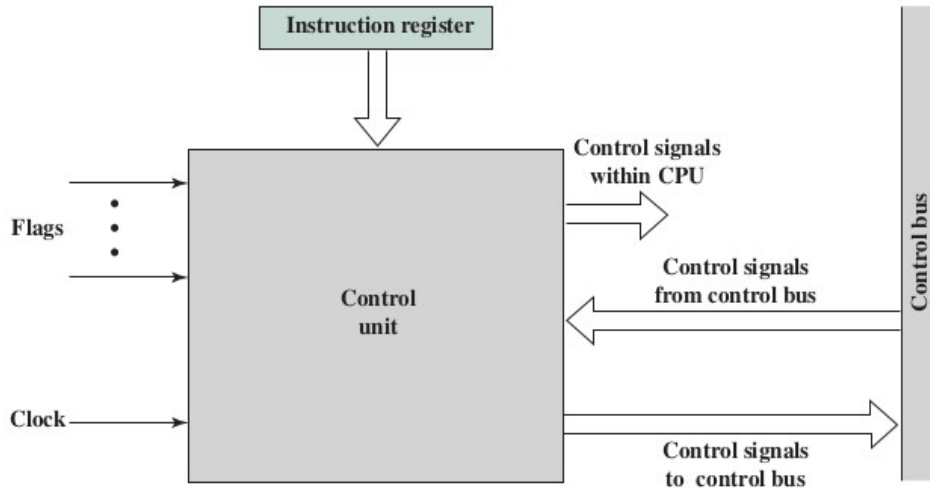 Instruction register
Control signals
within CPU
Flags
Control signals
from control bus
Control
unit
Control bus
Clock
Control signals
to control bus